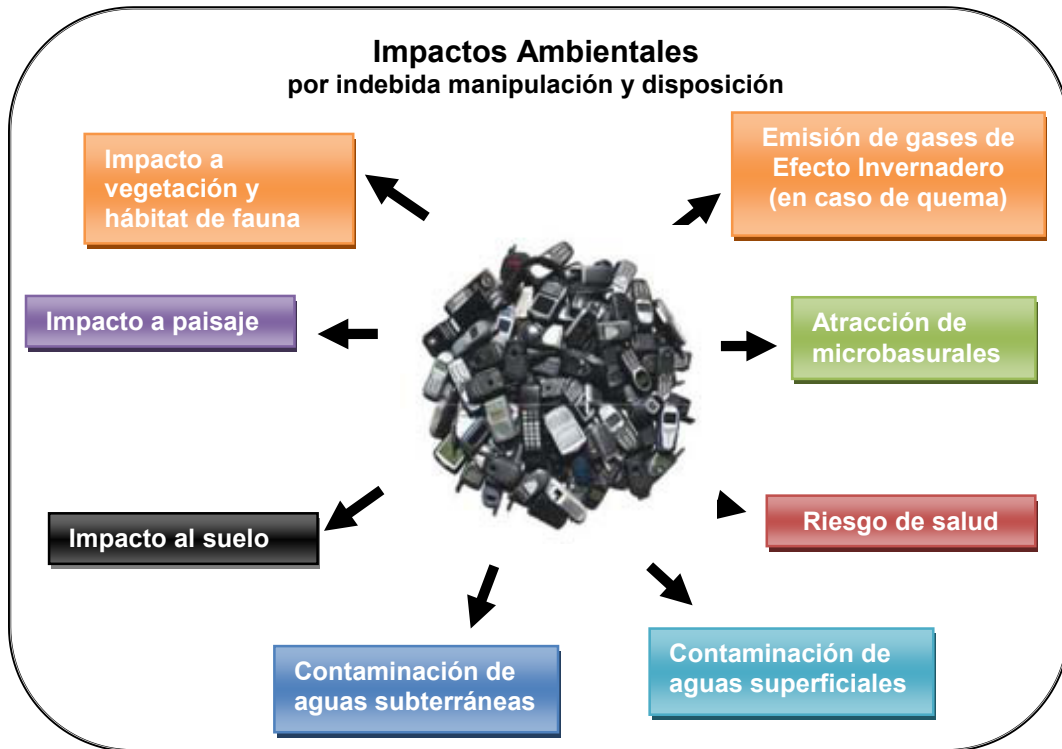 Impactos Ambientales
por indebida manipulación y disposición
Impacto a
vegetación y
hábitat de fauna
Emisión de gases de
Efecto Invernadero
(en caso de quema)
Impacto a paisaje
Atracción de
microbasurales
Impacto al suelo
Riesgo de salud
Contaminación de
aguas subterráneas
Contaminación de
aguas superficiales